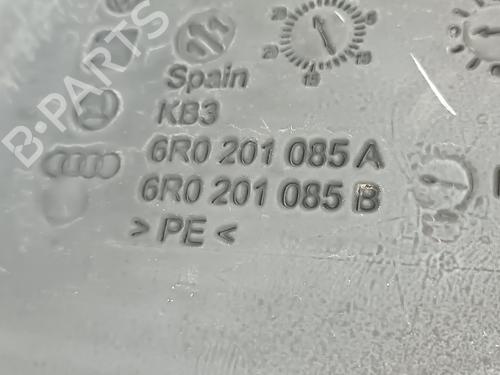 B-PARTS
Spain
KB3
6R0 201 085 A
6R0 201 085 B
> PE <